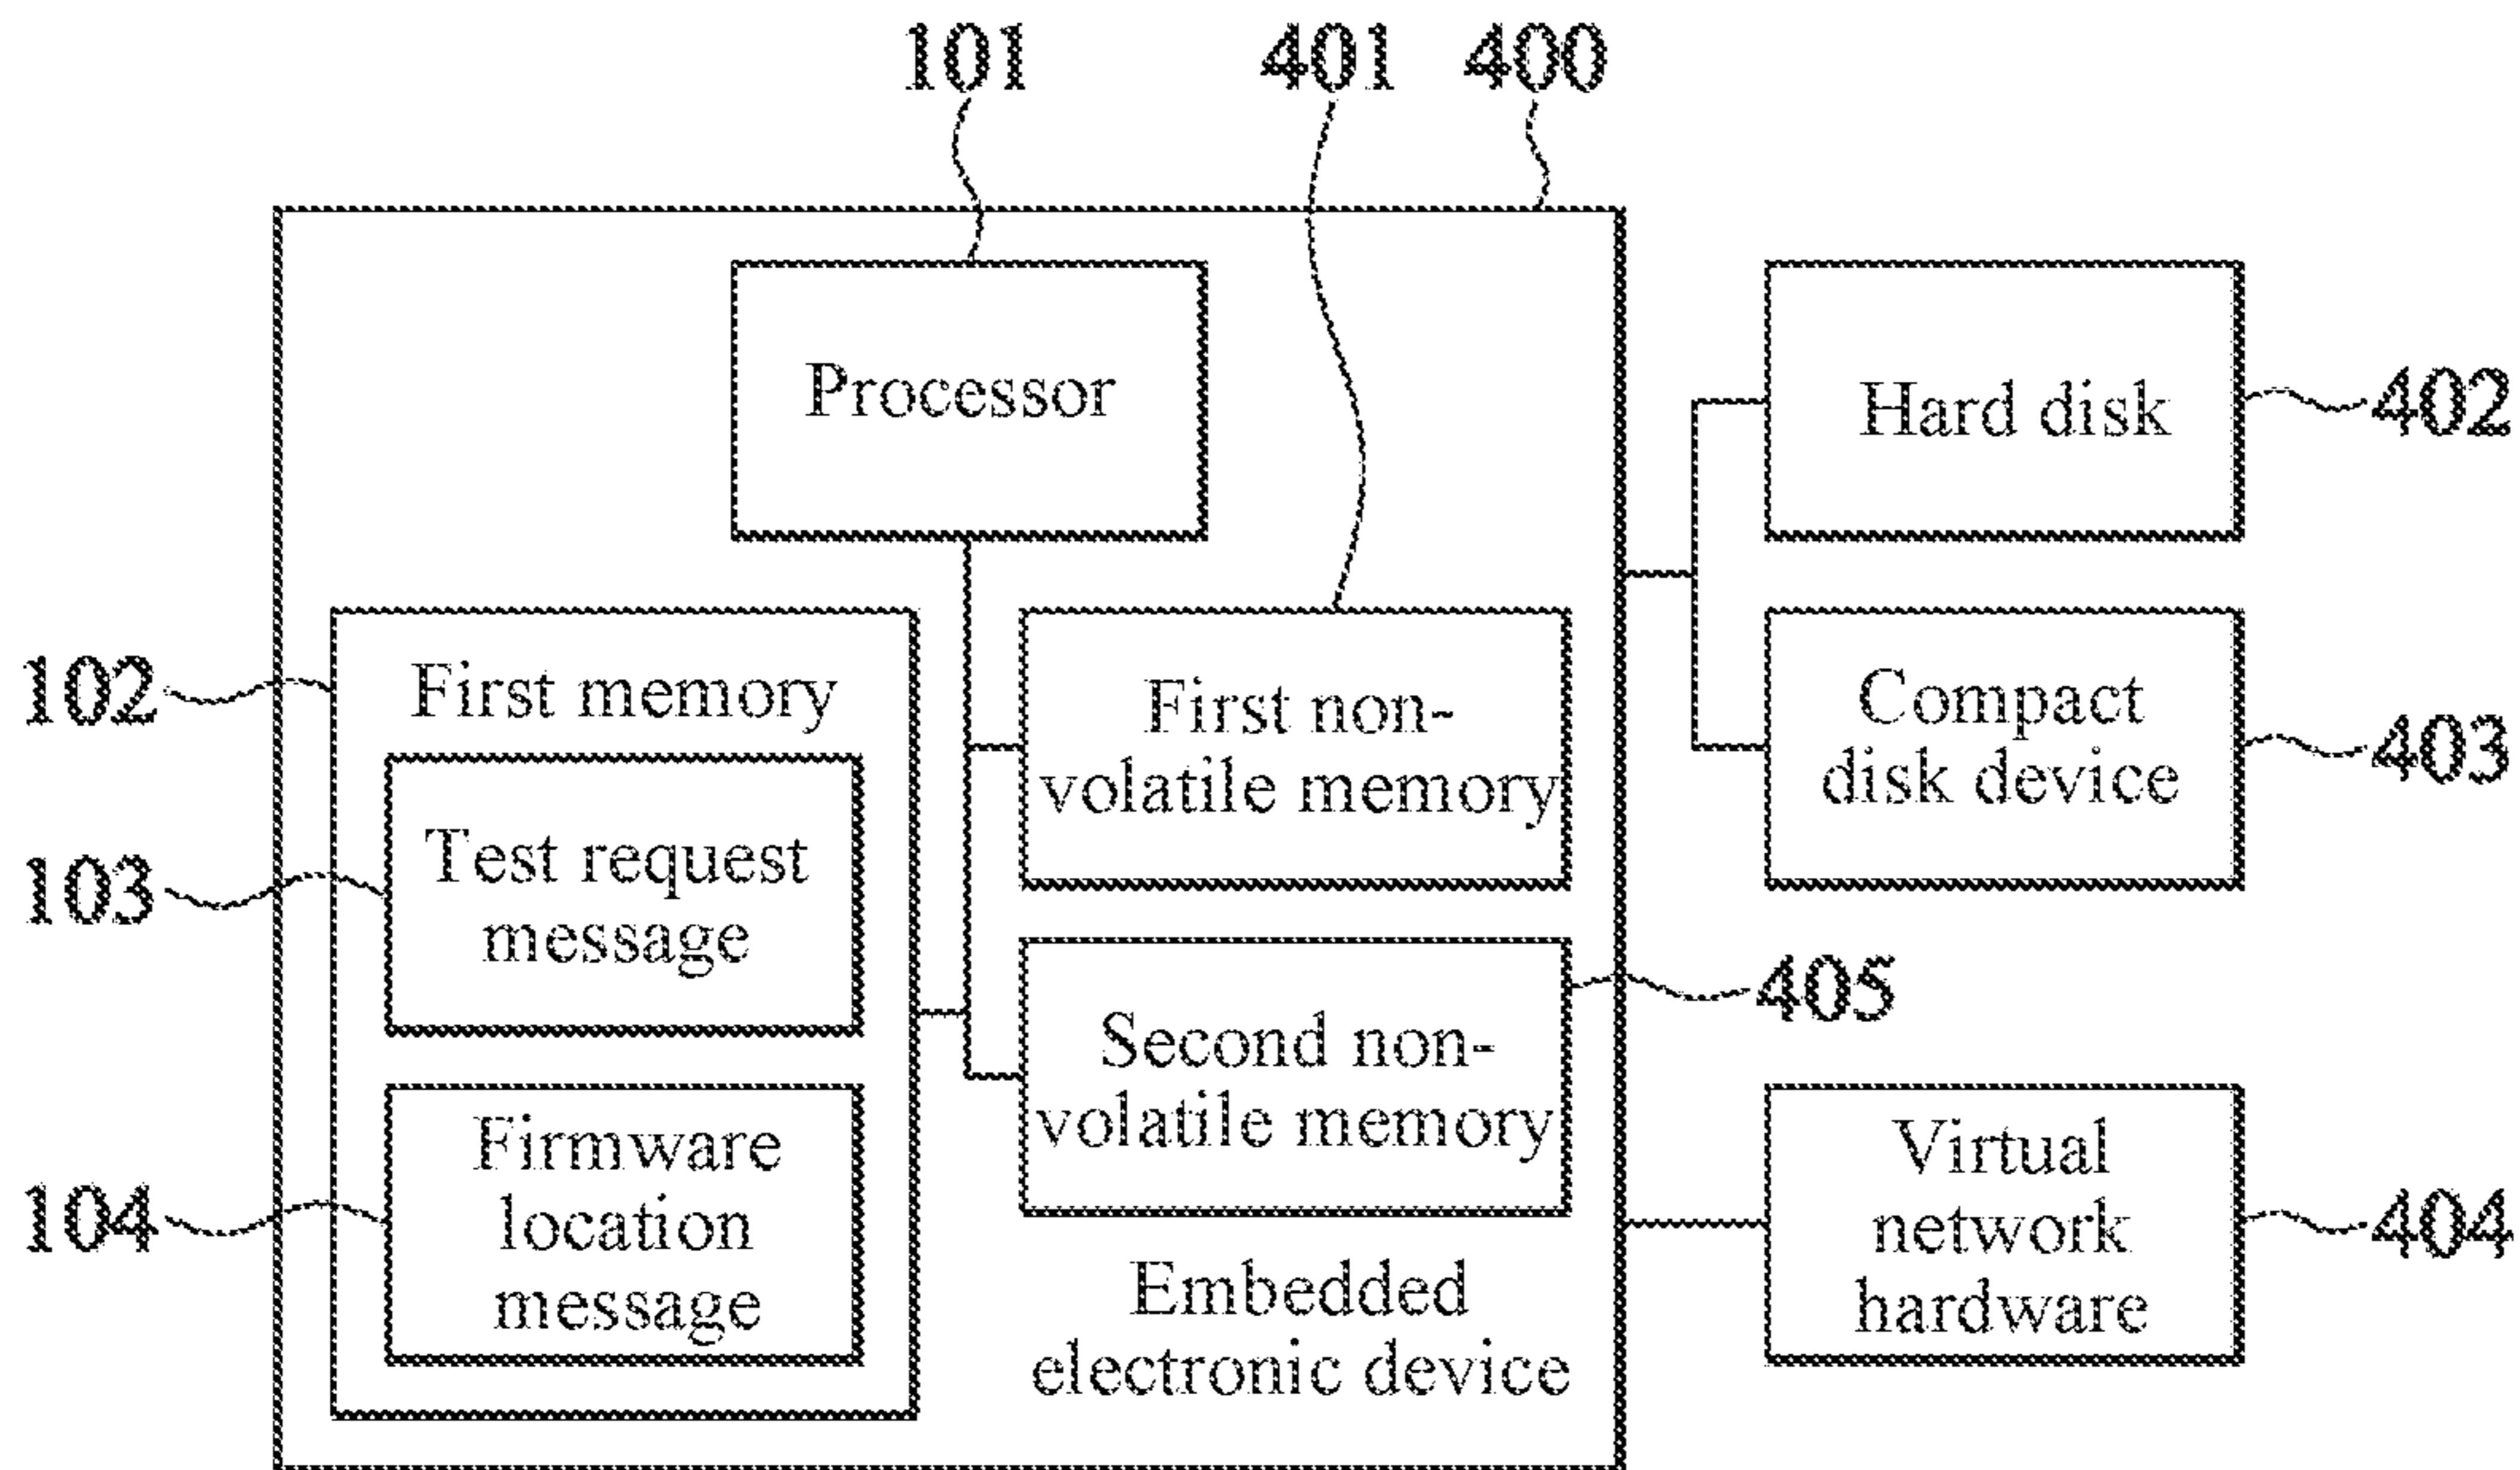 101
401
400
Processor
Hard disk
402
102
First memory
First non-
volatile memory
Compact
disk device
403
103
Test request
message
Second non-
volatile memory
405
104
Firmware
location
message
Embedded
electronic device
Virtual
network
hardware
404